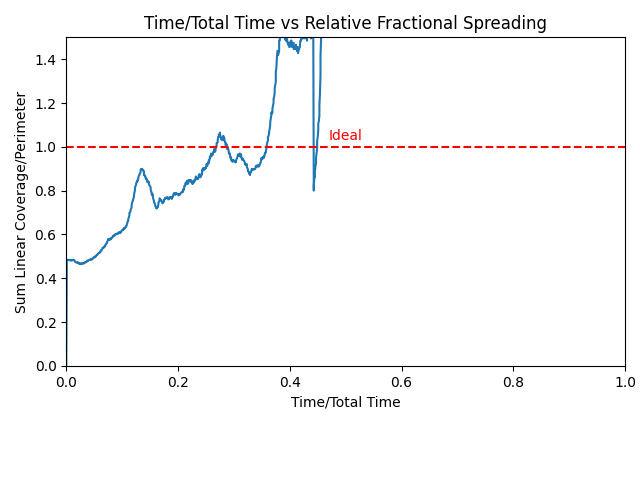 Time/Total Time vs Relative Fractional Spreading
Sum Linear Coverage/Perimeter
1.4
1.2
1.0
0.8
0.6
0.4
0.2
0.0
Ideal
0.0 0.2 0.4 0.6 0.8 1.0
Time/Total Time